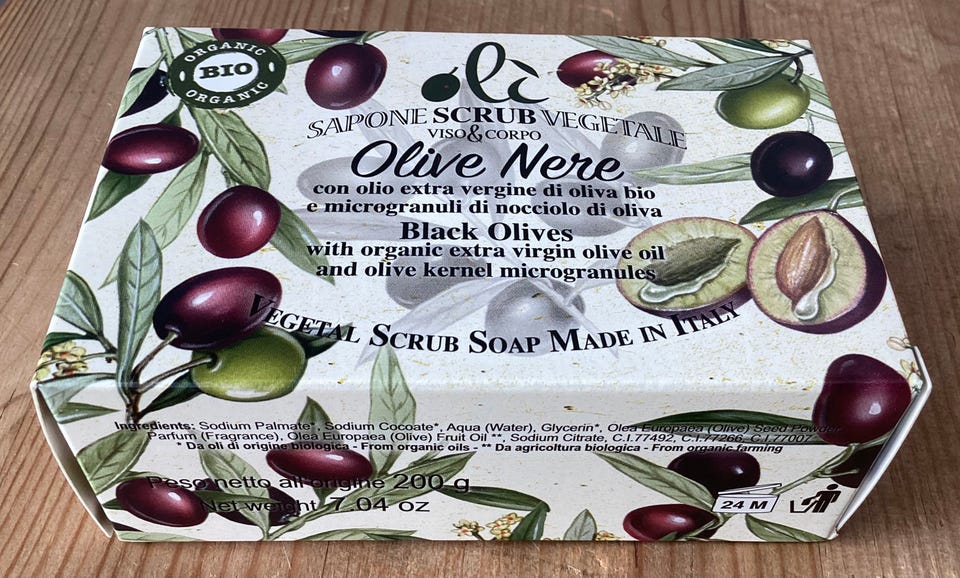 ORGANIC
BIO
ORGANIC
olì
SAPONE SCRUB VEGETALE
VISO & CORPO
Olive Nere
con olio extra vergine di oliva bio
e microgranuli di nocciolo di oliva
Black Olives
with organic extra virgin olive oil
and olive kernel microgranules
VEGETAL SCRUB SOAP MADE IN ITALY
Ingredients: Sodium Palmate*, Sodium Cocoate*, Aqua (Water), Glycerin*, Olea Europaea (Olive) Seed Powder
Parfum (Fragrance), Olea Europaea (Olive) Fruit Oil **, Sodium Citrate, C.I.77492, C.I.77266, C.I.77007
* Da oli di origine biologica - From organic oils - ** Da agricoltura biologica - From organic farming
Peso netto all'origine 200 g
Net weight 7.04 oz
24 M